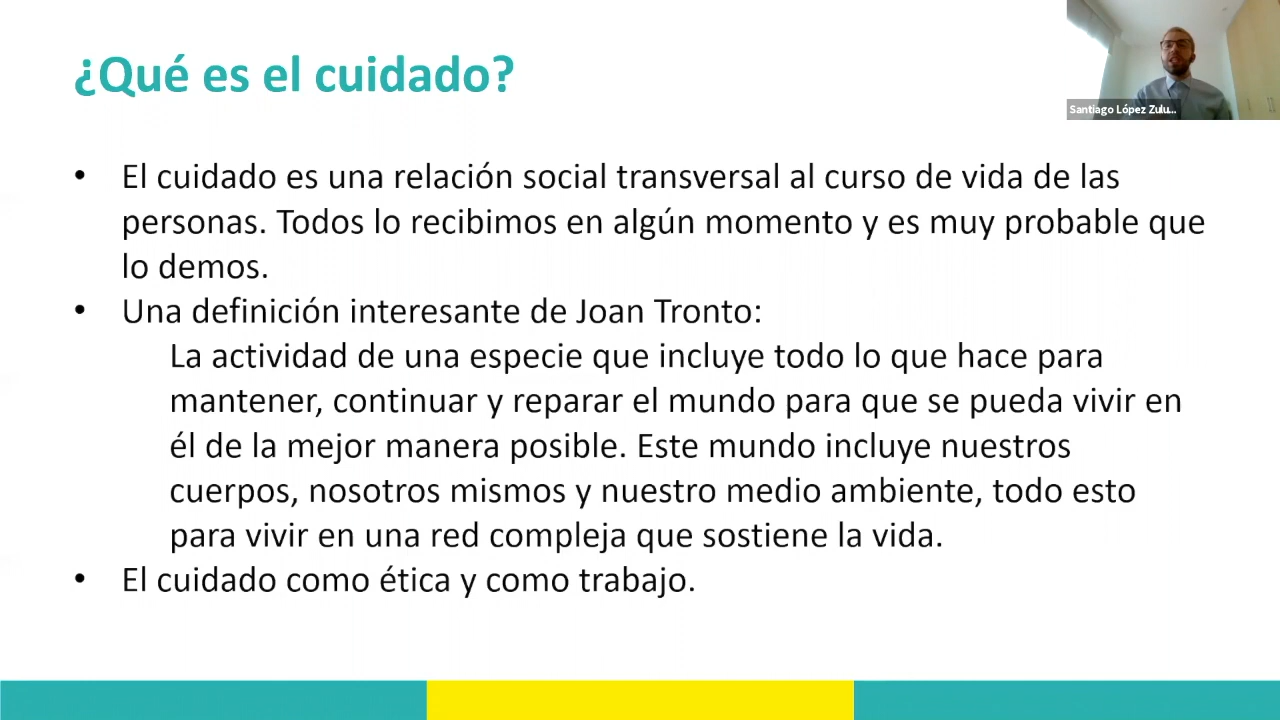 ¿Qué es el cuidado?
Santiago López Zulu...
• El cuidado es una relación social transversal al curso de vida de las
personas. Todos lo recibimos en algún momento y es muy probable que
lo demos.
• Una definición interesante de Joan Tronto:
La actividad de una especie que incluye todo lo que hace para
mantener, continuar y reparar el mundo para que se pueda vivir en
él de la mejor manera posible. Este mundo incluye nuestros
cuerpos, nosotros mismos y nuestro medio ambiente, todo esto
para vivir en una red compleja que sostiene la vida.
• El cuidado como ética y como trabajo.